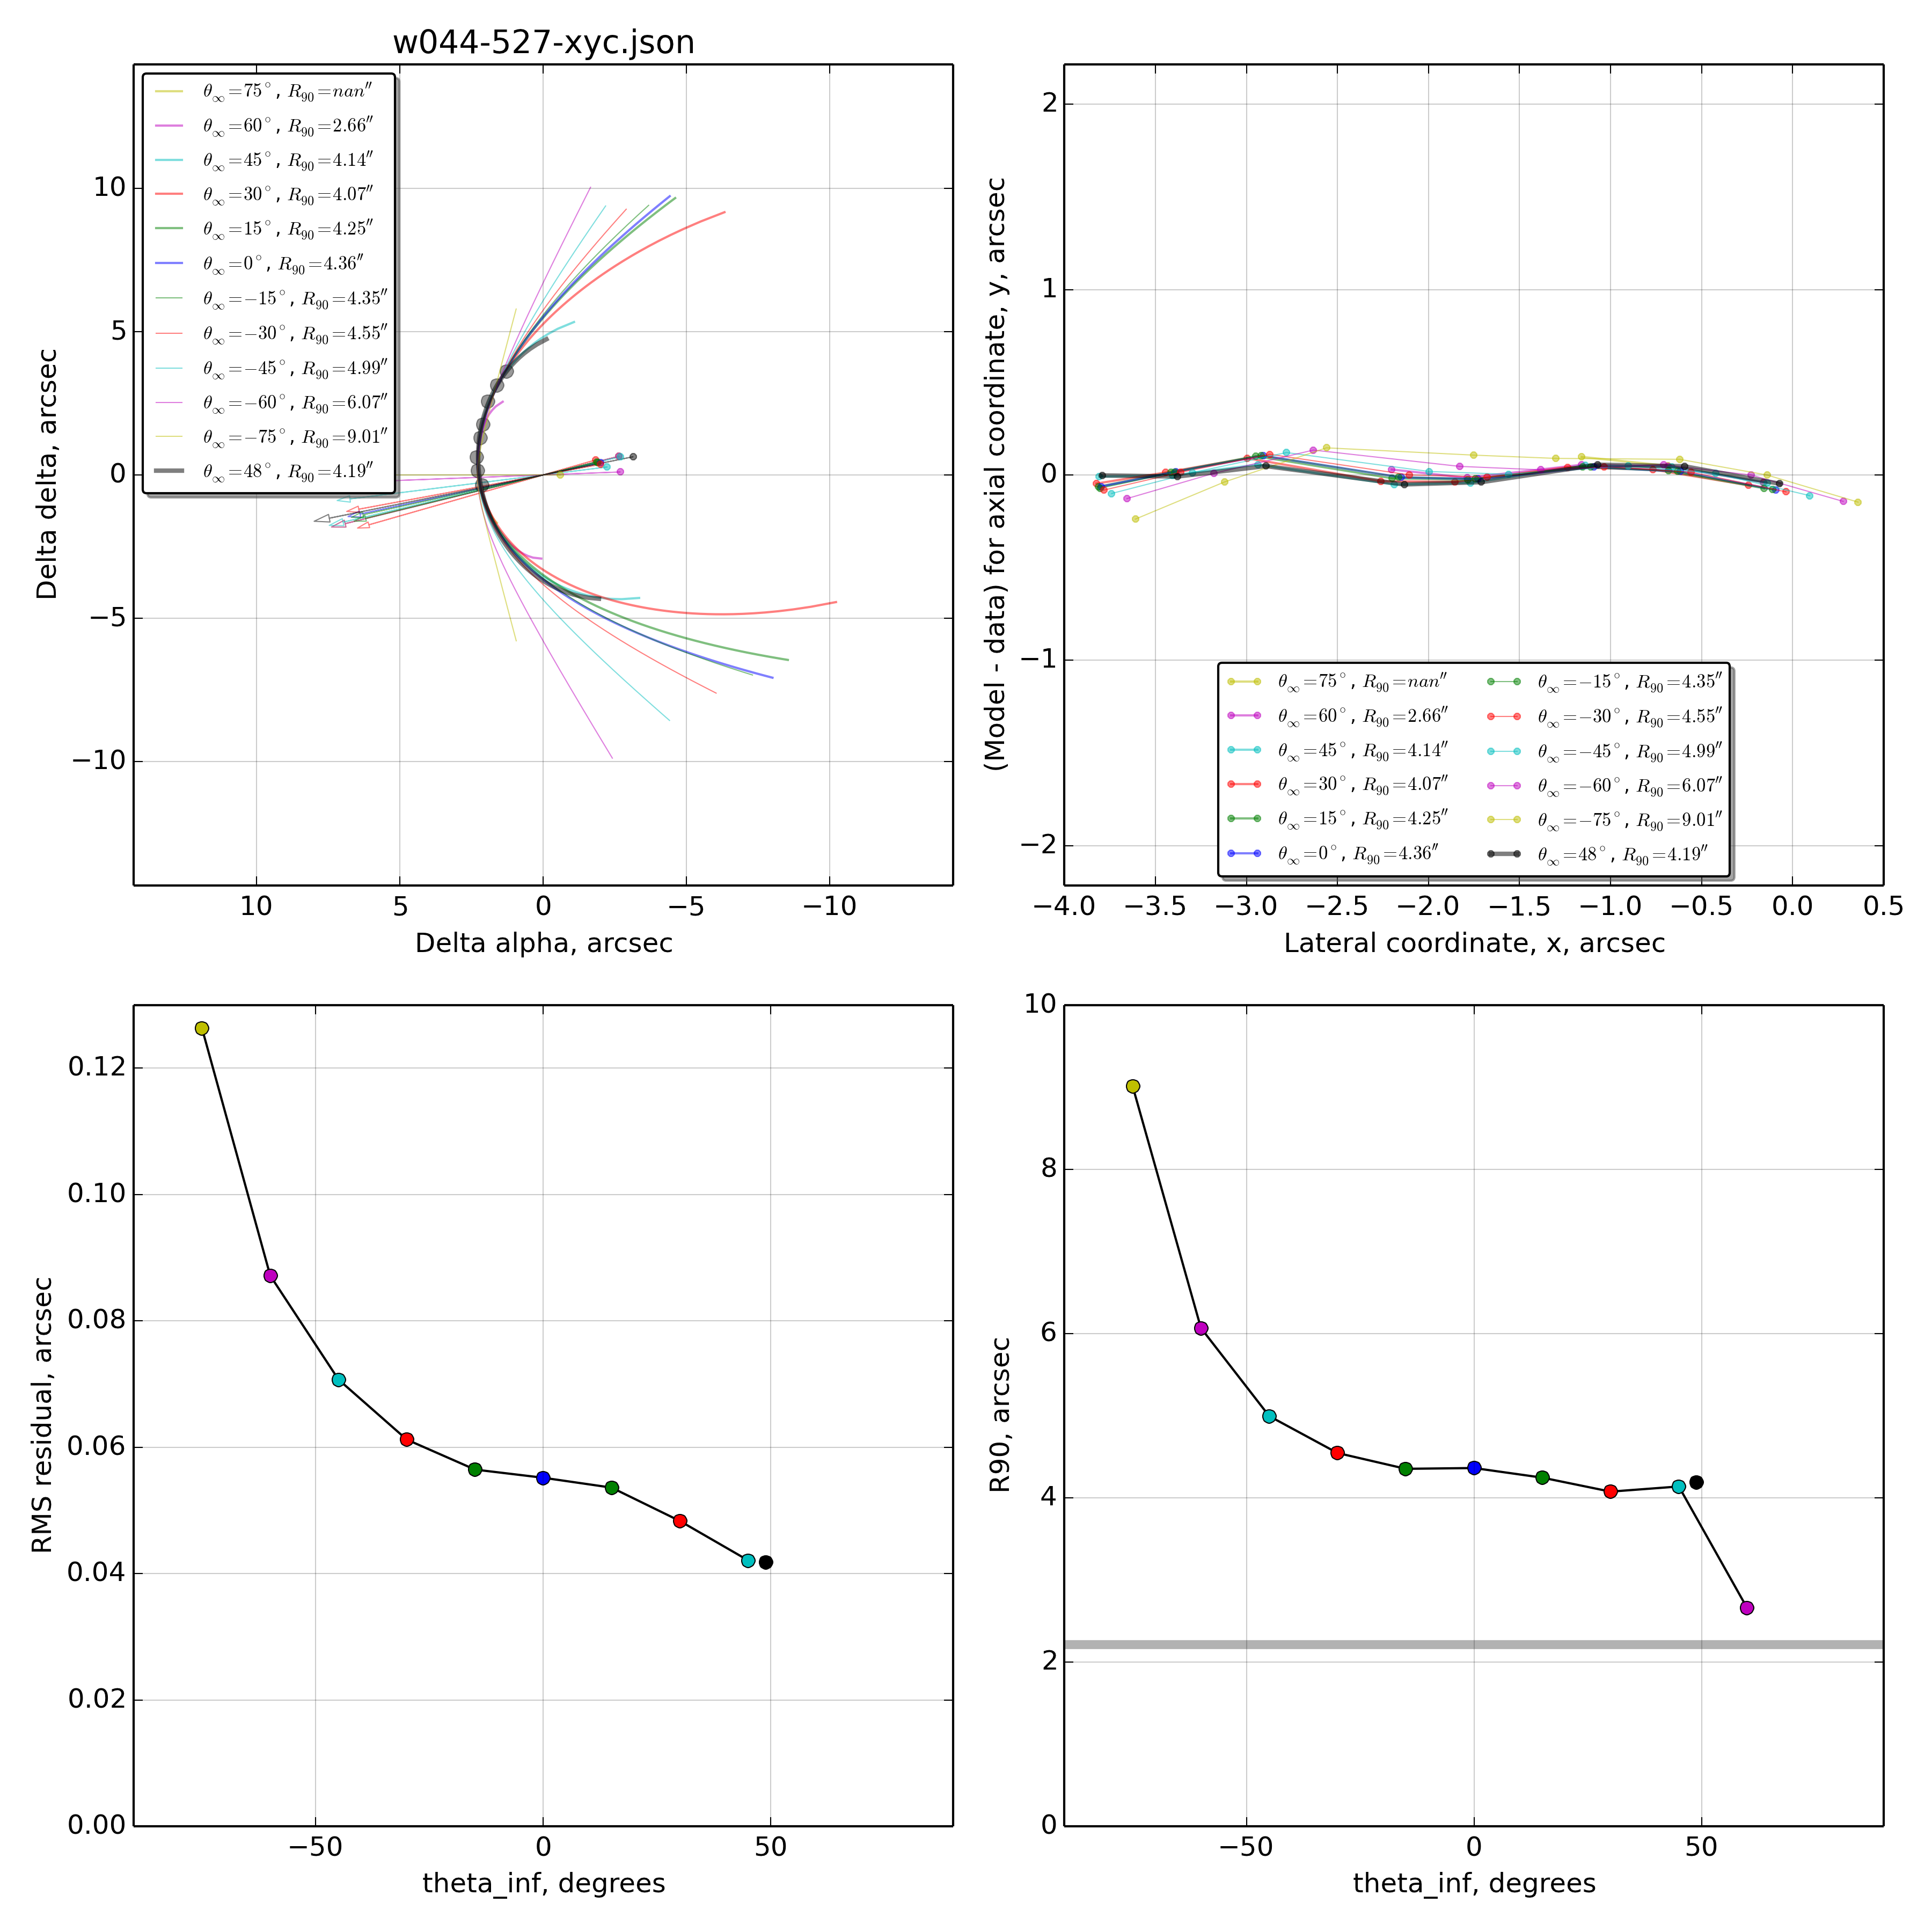 w044-527-xyc.json
θ∞=75°, R90=nan″
θ∞=60°, R90=2.66″
θ∞=45°, R90=4.14″
θ∞=30°, R90=4.07″
θ∞=15°, R90=4.25″
θ∞=0°, R90=4.36″
θ∞=−15°, R90=4.35″
θ∞=−30°, R90=4.55″
θ∞=−45°, R90=4.99″
θ∞=−60°, R90=6.07″
θ∞=−75°, R90=9.01″
θ∞=48°, R90=4.19″
10
5
0
−5
−10
Delta delta, arcsec
10 5 0 −5 −10
Delta alpha, arcsec
2
1
0
−1
−2
(Model - data) for axial coordinate, y, arcsec
θ∞=75°, R90=nan″ θ∞=−15°, R90=4.35″
θ∞=60°, R90=2.66″ θ∞=−30°, R90=4.55″
θ∞=45°, R90=4.14″ θ∞=−45°, R90=4.99″
θ∞=30°, R90=4.07″ θ∞=−60°, R90=6.07″
θ∞=15°, R90=4.25″ θ∞=−75°, R90=9.01″
θ∞=0°, R90=4.36″ θ∞=48°, R90=4.19″
−4.0 −3.5 −3.0 −2.5 −2.0 −1.5 −1.0 −0.5 0.0 0.5
Lateral coordinate, x, arcsec
0.12
0.10
0.08
0.06
0.04
0.02
0.00
RMS residual, arcsec
−50 0 50
theta_inf, degrees
10
8
6
4
2
0
R90, arcsec
−50 0 50
theta_inf, degrees